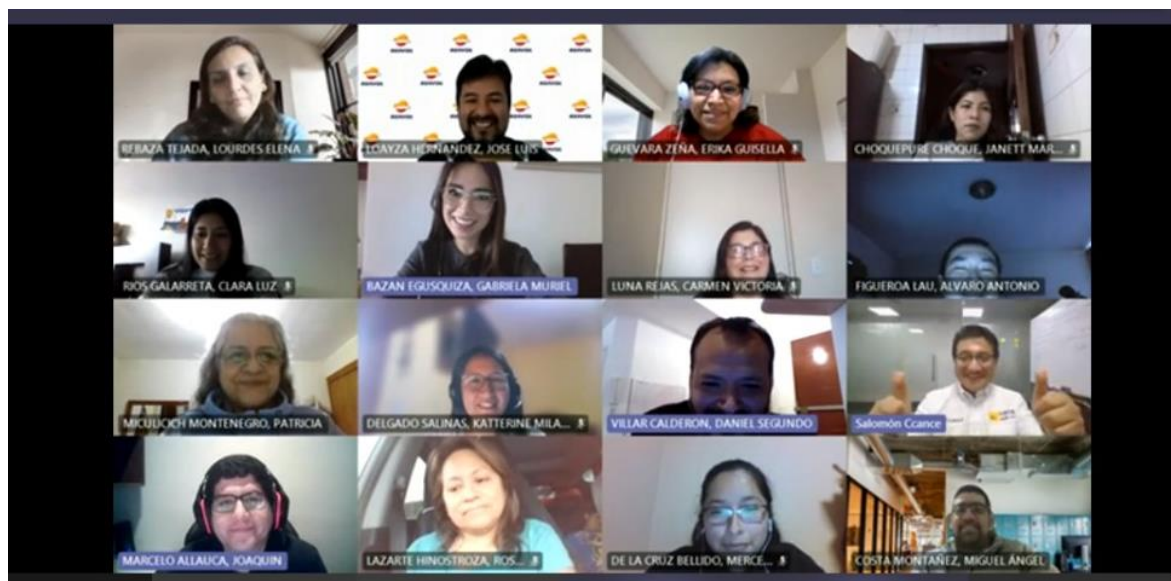 REBAZA TEJADA, LOURDES ELENA
LOAYZA HERNANDEZ, JOSE LUIS
GUEVARA ZEÑA, ERIKA GUISELLA
CHOQUEPURE CHOQUE, JANETT MAR...
RIOS GALARRETA, CLARA LUZ
BAZAN EGUSQUIZA, GABRIELA MURIEL
LUNA REJAS, CARMEN VICTORIA
FIGUEROA LAU, ALVARO ANTONIO
MICULICICH MONTENEGRO, PATRICIA
DELGADO SALINAS, KATTERINE MILA...
VILLAR CALDERON, DANIEL SEGUNDO
Salomón Ccance
MARCELO ALLAUCA, JOAQUIN
LAZARTE HINOSTROZA, ROS...
DE LA CRUZ BELLIDO, MERCE...
COSTA MONTAÑEZ, MIGUEL ÁNGEL